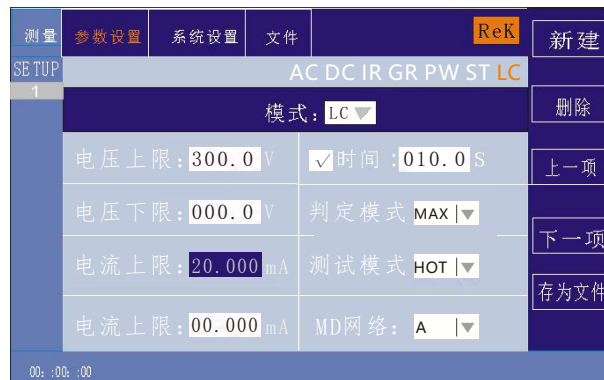 测量 参数设置 系统设置 文件 ReK 新建
SETUP AC DC IR GR PW ST LC
1
模式：LC 删除
电压上限：300.0 V √时间：010.0 S 上一项
电压下限：000.0 V 判定模式 MAX
下一项
电流上限：20.000 mA 测试模式 HOT
存为文件
电流上限：00.000 mA MD网络： A
00: :00: :00